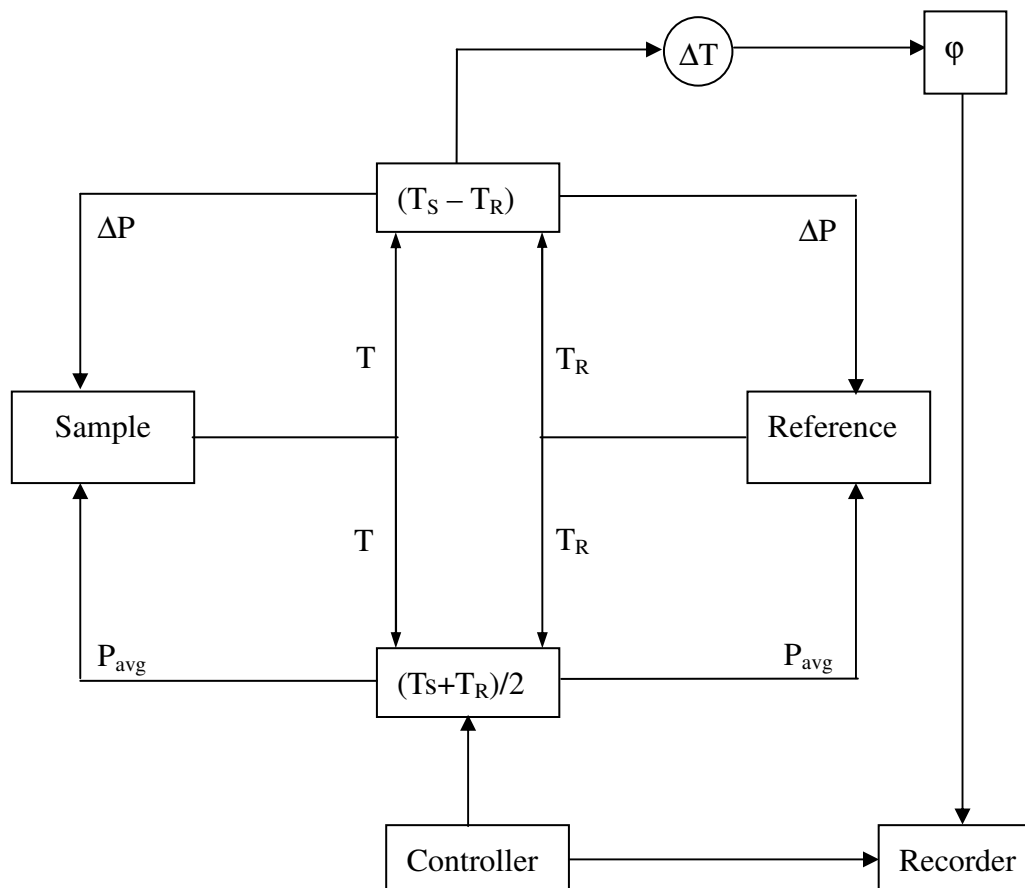 ΔT
φ
(T_S – T_R)
ΔP
ΔP
T
T_R
Sample
Reference
T
T_R
P_avg
P_avg
(Ts+T_R)/2
Controller
Recorder